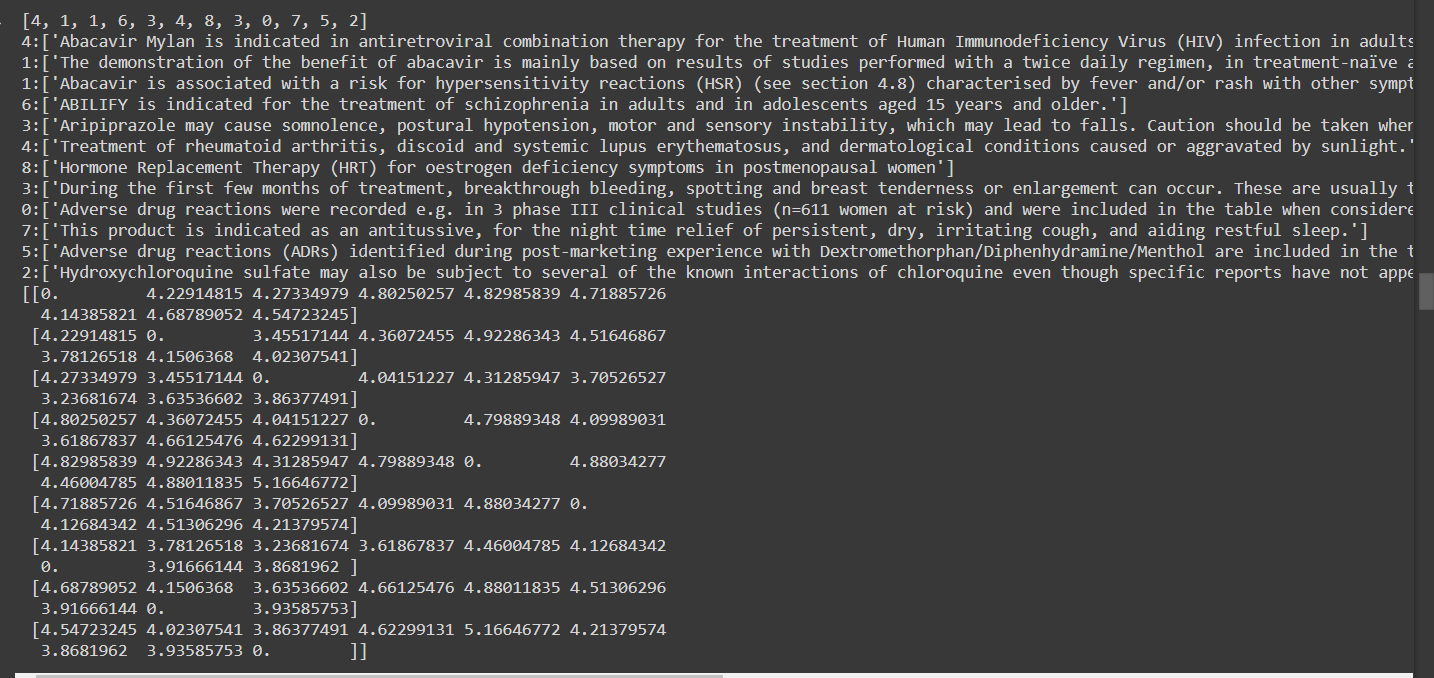 [4, 1, 1, 6, 3, 4, 8, 3, 0, 7, 5, 2]
4:['Abacavir Mylan is indicated in antiretroviral combination therapy for the treatment of Human Immunodeficiency Virus (HIV) infection in adults
1:['The demonstration of the benefit of abacavir is mainly based on results of studies performed with a twice daily regimen, in treatment-naïve a
1:['Abacavir is associated with a risk for hypersensitivity reactions (HSR) (see section 4.8) characterised by fever and/or rash with other sympt
6:['ABILIFY is indicated for the treatment of schizophrenia in adults and in adolescents aged 15 years and older.']
3:['Aripiprazole may cause somnolence, postural hypotension, motor and sensory instability, which may lead to falls. Caution should be taken wher
4:['Treatment of rheumatoid arthritis, discoid and systemic lupus erythematosus, and dermatological conditions caused or aggravated by sunlight.'
8:['Hormone Replacement Therapy (HRT) for oestrogen deficiency symptoms in postmenopausal women']
3:['During the first few months of treatment, breakthrough bleeding, spotting and breast tenderness or enlargement can occur. These are usually t
0:['Adverse drug reactions were recorded e.g. in 3 phase III clinical studies (n=611 women at risk) and were included in the table when considere
7:['This product is indicated as an antitussive, for the night time relief of persistent, dry, irritating cough, and aiding restful sleep.']
5:['Adverse drug reactions (ADRs) identified during post-marketing experience with Dextromethorphan/Diphenhydramine/Menthol are included in the t
2:['Hydroxychloroquine sulfate may also be subject to several of the known interactions of chloroquine even though specific reports have not appe
[[0.         4.22914815 4.27334979 4.80250257 4.82985839 4.71885726
  4.14385821 4.68789052 4.54723245]
 [4.22914815 0.         3.45517144 4.36072455 4.92286343 4.51646867
  3.78126518 4.1506368  4.02307541]
 [4.27334979 3.45517144 0.         4.04151227 4.31285947 3.70526527
  3.23681674 3.63536602 3.86377491]
 [4.80250257 4.36072455 4.04151227 0.         4.79889348 4.09989031
  3.61867837 4.66125476 4.62299131]
 [4.82985839 4.92286343 4.31285947 4.79889348 0.         4.88034277
  4.46004785 4.88011835 5.16646772]
 [4.71885726 4.51646867 3.70526527 4.09989031 4.88034277 0.
  4.12684342 4.51306296 4.21379574]
 [4.14385821 3.78126518 3.23681674 3.61867837 4.46004785 4.12684342
  0.         3.91666144 3.8681962 ]
 [4.68789052 4.1506368  3.63536602 4.66125476 4.88011835 4.51306296
  3.91666144 0.         3.93585753]
 [4.54723245 4.02307541 3.86377491 4.62299131 5.16646772 4.21379574
  3.8681962  3.93585753 0.        ]]